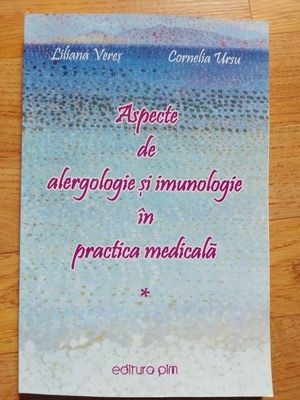 Liliana Vereș Cornelia Ursu
Aspecte
de
alergologie și imunologie
în
practica medicală
*
editura pim